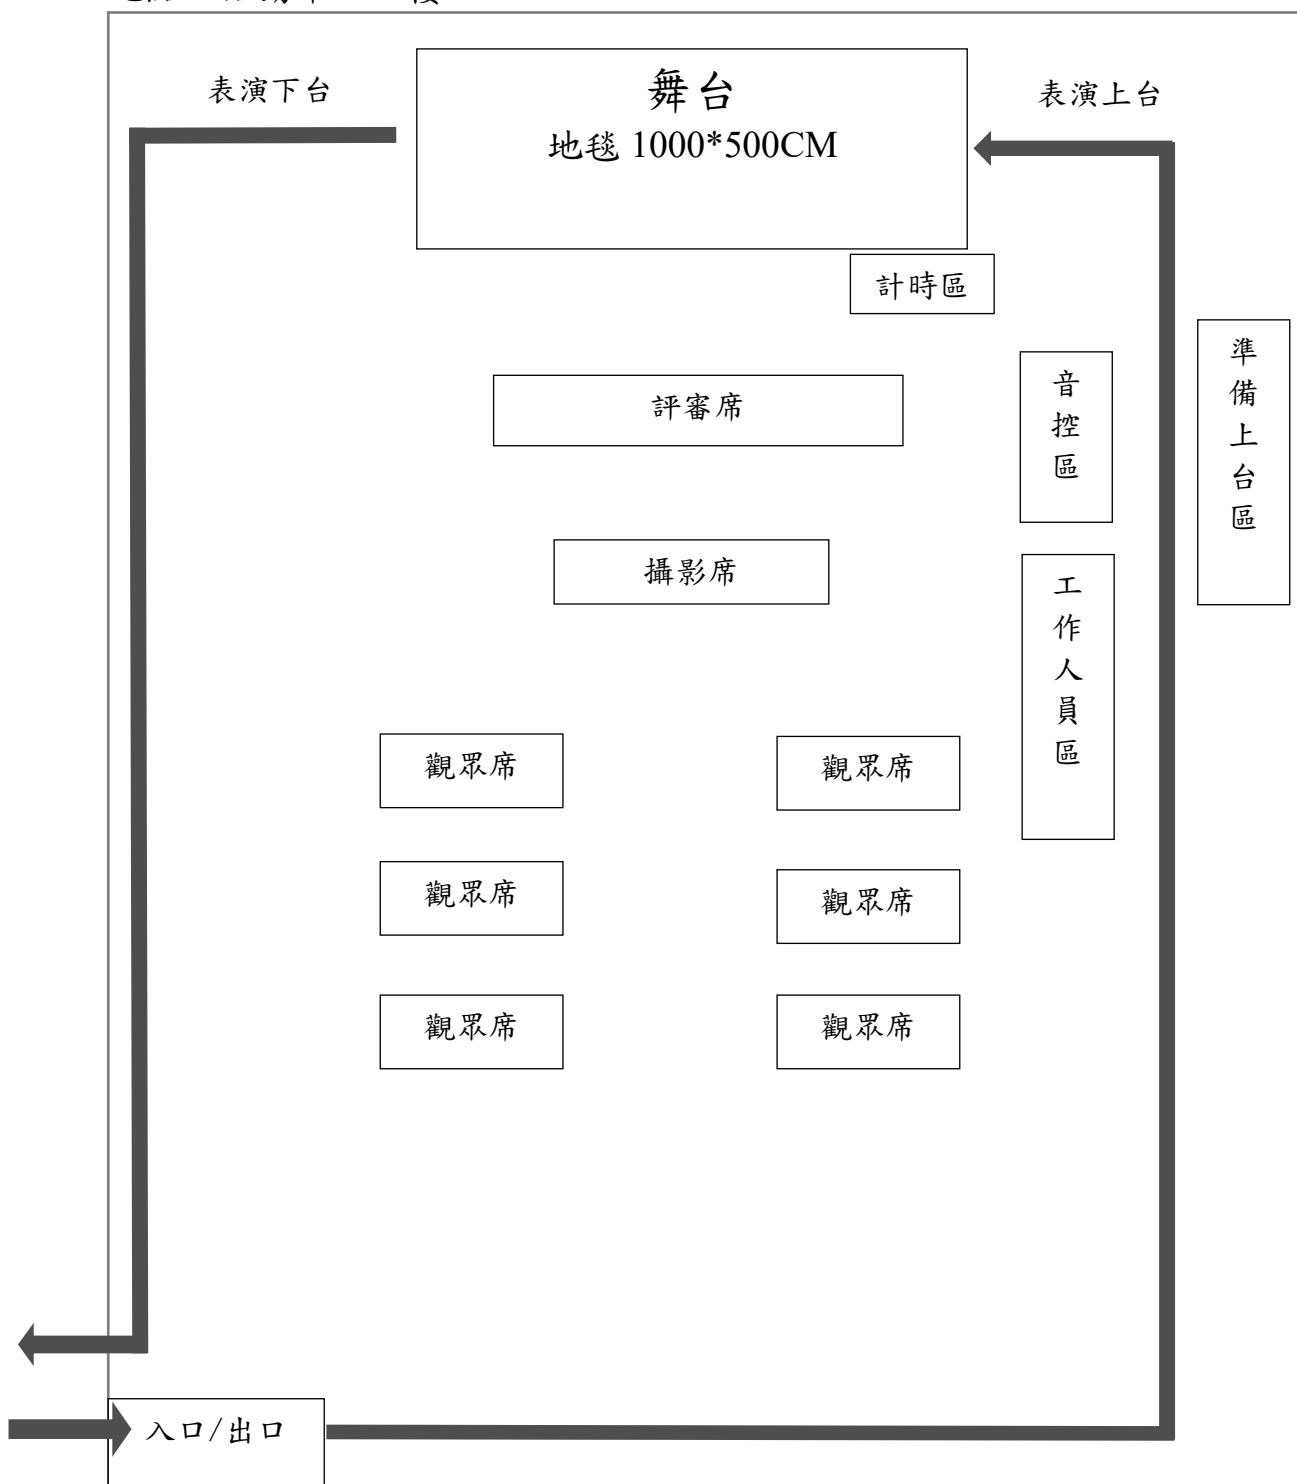 舞台
表演下台
表演上台
地毯 1000*500CM
計時區
準備上台區
音控區
評審席
攝影席
工作人員區
觀眾席
觀眾席
觀眾席
觀眾席
觀眾席
觀眾席
入口/出口